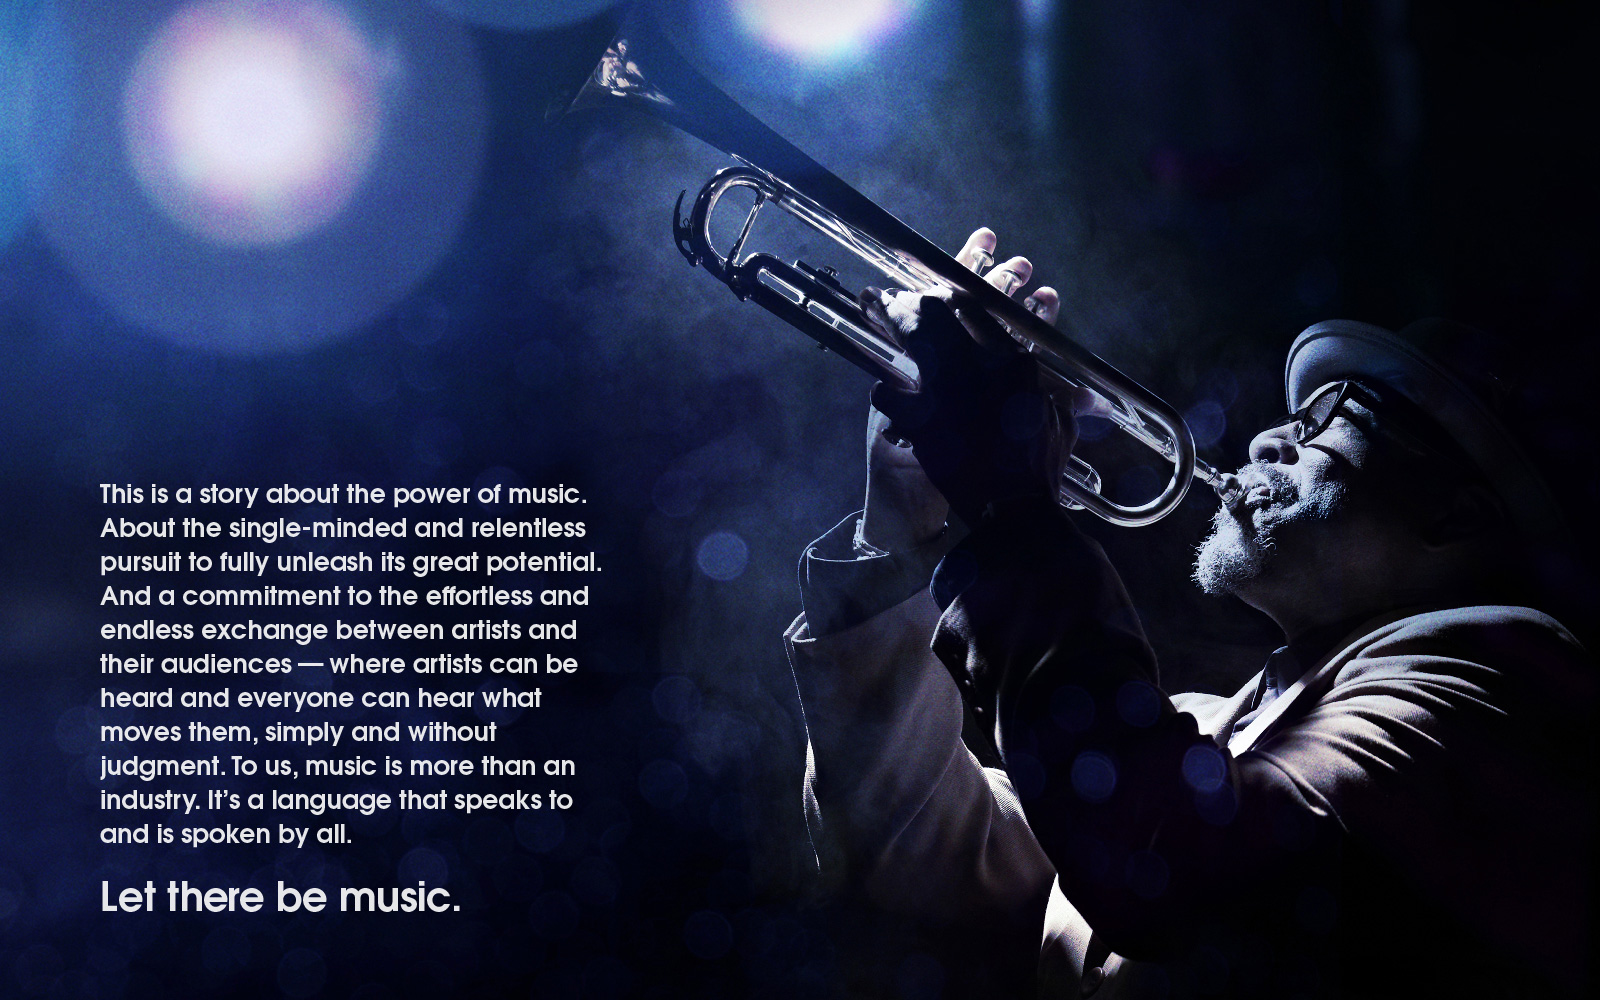 This is a story about the power of music.
About the single-minded and relentless
pursuit to fully unleash its great potential.
And a commitment to the effortless and
endless exchange between artists and
their audiences — where artists can be
heard and everyone can hear what
moves them, simply and without
judgment. To us, music is more than an
industry. It’s a language that speaks to
and is spoken by all.
Let there be music.